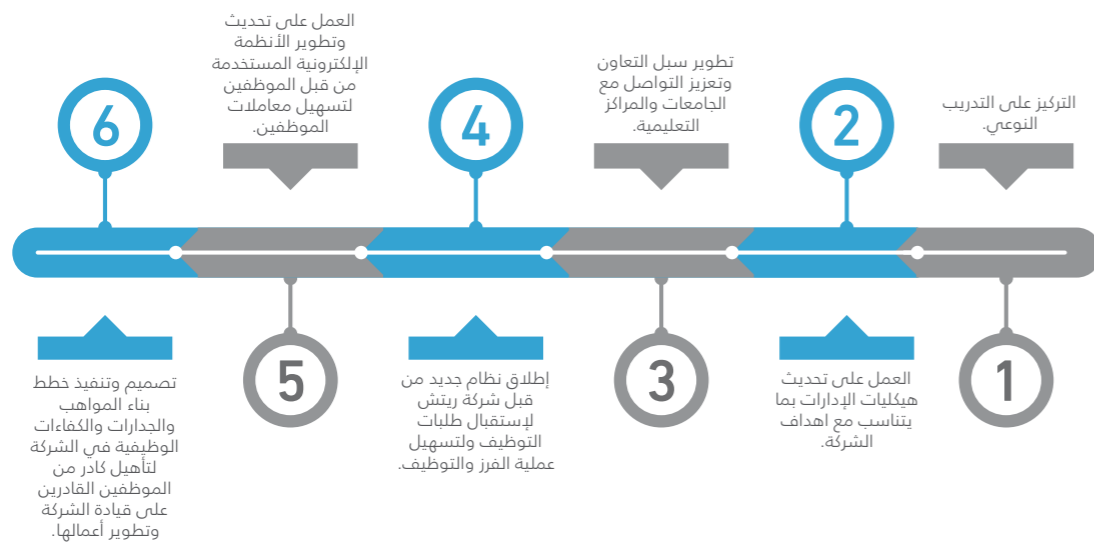 1
التركيز على التدريب
النوعي.
2
العمل على تحديث
هيكليات الإدارات بما
يتناسب مع اهداف
الشركة.
3
تطوير سبل التعاون
وتعزيز التواصل مع
الجامعات والمراكز
التعليمية.
4
إطلاق نظام جديد من
قبل شركة ريتش
لإستقبال طلبات
التوظيف ولتسهيل
عملية الفرز والتوظيف.
5
العمل على تحديث
وتطوير الأنظمة
الإلكترونية المستخدمة
من قبل الموظفين
لتسهيل معاملات
الموظفين.
6
تصميم وتنفيذ خطط
بناء المواهب
والجدارات والكفاءات
الوظيفية في الشركة
لتأهيل كادر من
الموظفين القادرين
على قيادة الشركة
وتطوير أعمالها.